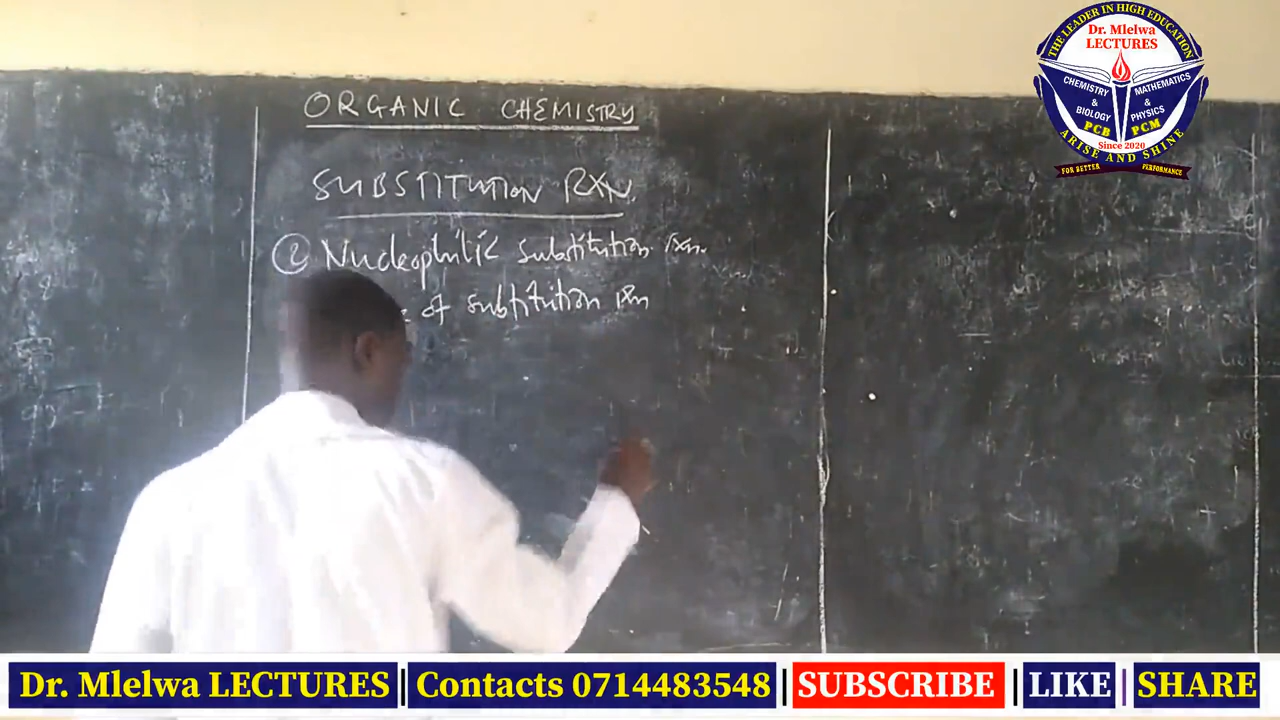 ORGANIC CHEMISTRY
SUBSTITUTION RXN.
② Nucleophilic substitution rxn.
of substitution rxn
THE LEADER IN HIGH EDUCATION
Dr. Mlelwa
LECTURES
CHEMISTRY
&
BIOLOGY
PCB
MATHEMATICS
&
PHYSICS
PCM
Since 2020
ARISE AND SHINE
FOR BETTER PERFORMANCE
Dr. Mlelwa LECTURES | Contacts 0714483548 | SUBSCRIBE | LIKE | SHARE